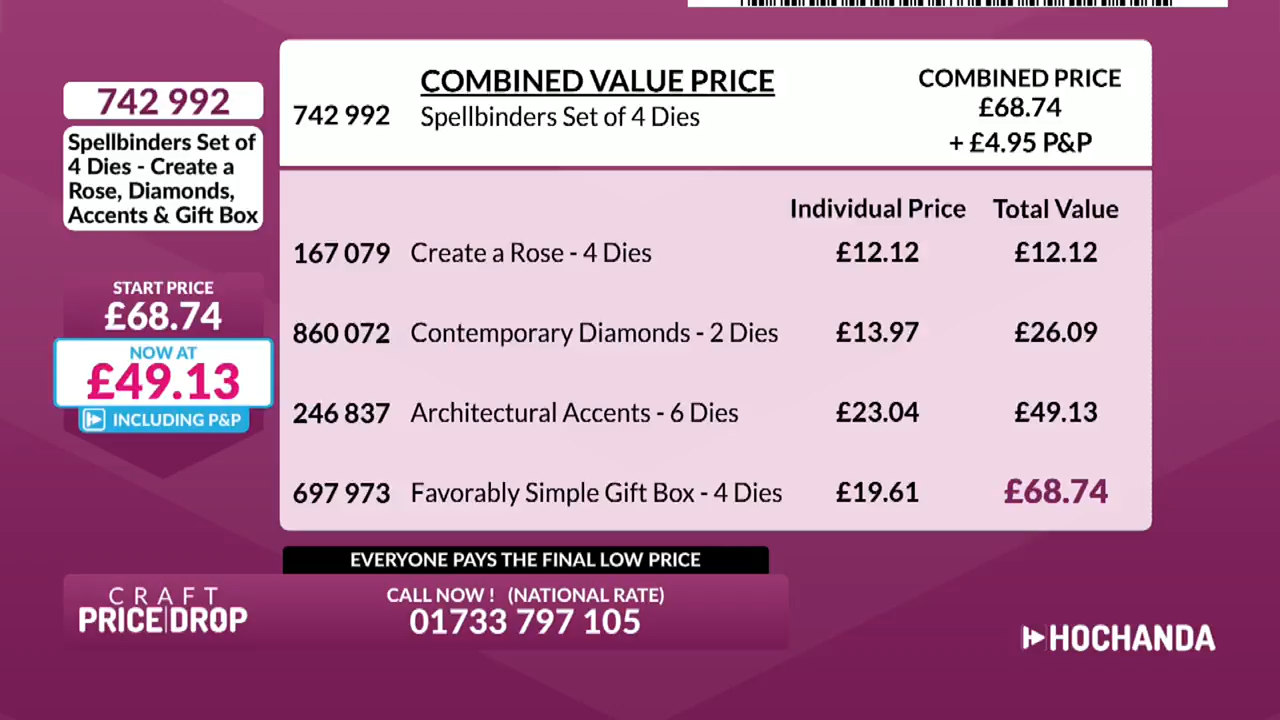 742 992
Spellbinders Set of
4 Dies - Create a
Rose, Diamonds,
Accents & Gift Box
START PRICE
£68.74
NOW AT
£49.13
INCLUDING P&P
COMBINED VALUE PRICE
742 992 Spellbinders Set of 4 Dies
COMBINED PRICE
£68.74
+ £4.95 P&P
Individual Price Total Value
167 079 Create a Rose - 4 Dies £12.12 £12.12
860 072 Contemporary Diamonds - 2 Dies £13.97 £26.09
246 837 Architectural Accents - 6 Dies £23.04 £49.13
697 973 Favorably Simple Gift Box - 4 Dies £19.61 £68.74
EVERYONE PAYS THE FINAL LOW PRICE
CRAFT
PRICE DROP
CALL NOW ! (NATIONAL RATE)
01733 797 105
HOCHANDA